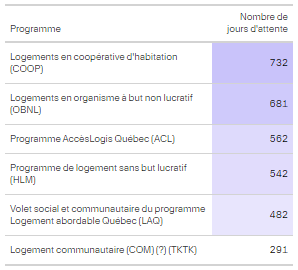 Nombre de
Programme
jours d'attente
Logements en coopérative d'habitation
(COOP)
732
Logements en organisme à but non lucratif
(OBNL)
681
Programme AccèsLogis Québec (ACL)
562
Programme de logement sans but lucratif
(HLM)
542
Volet social et communautaire du programme
Logement abordable Québec (LAQ)
482
Logement communautaire (COM) (?) (TKTK)
291